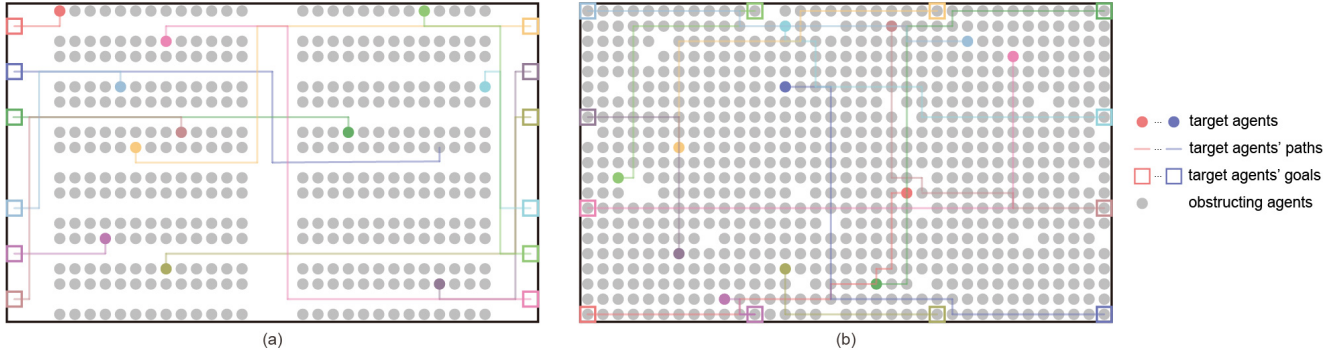 ... target agents
... target agents' paths
... target agents' goals
obstructing agents
(a)
(b)